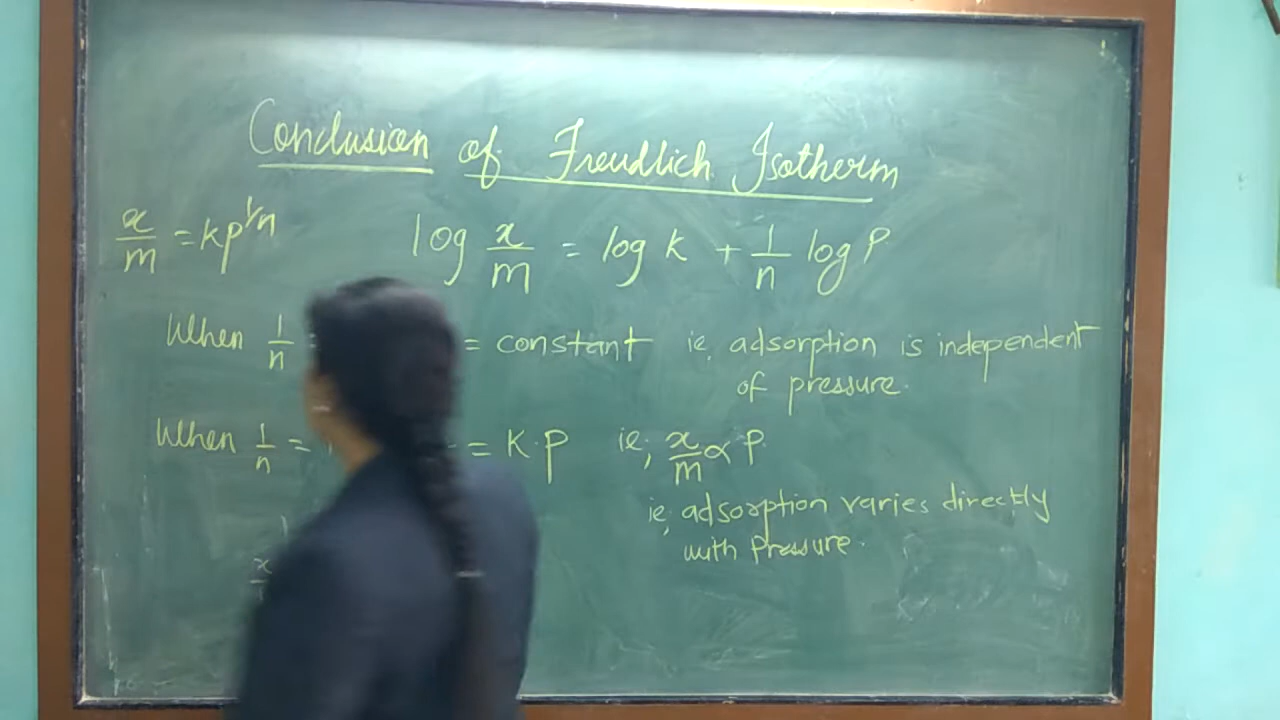 Conclusion of Freudlich Isotherm
x/m = kp^1/n
log x/m = log k + 1/n log P
When 1/n = = constant ie, adsorption is independent
of pressure.
When 1/n = = K.P ie; x/m ∝ P.
ie, adsorption varies directly
with Pressure.
x